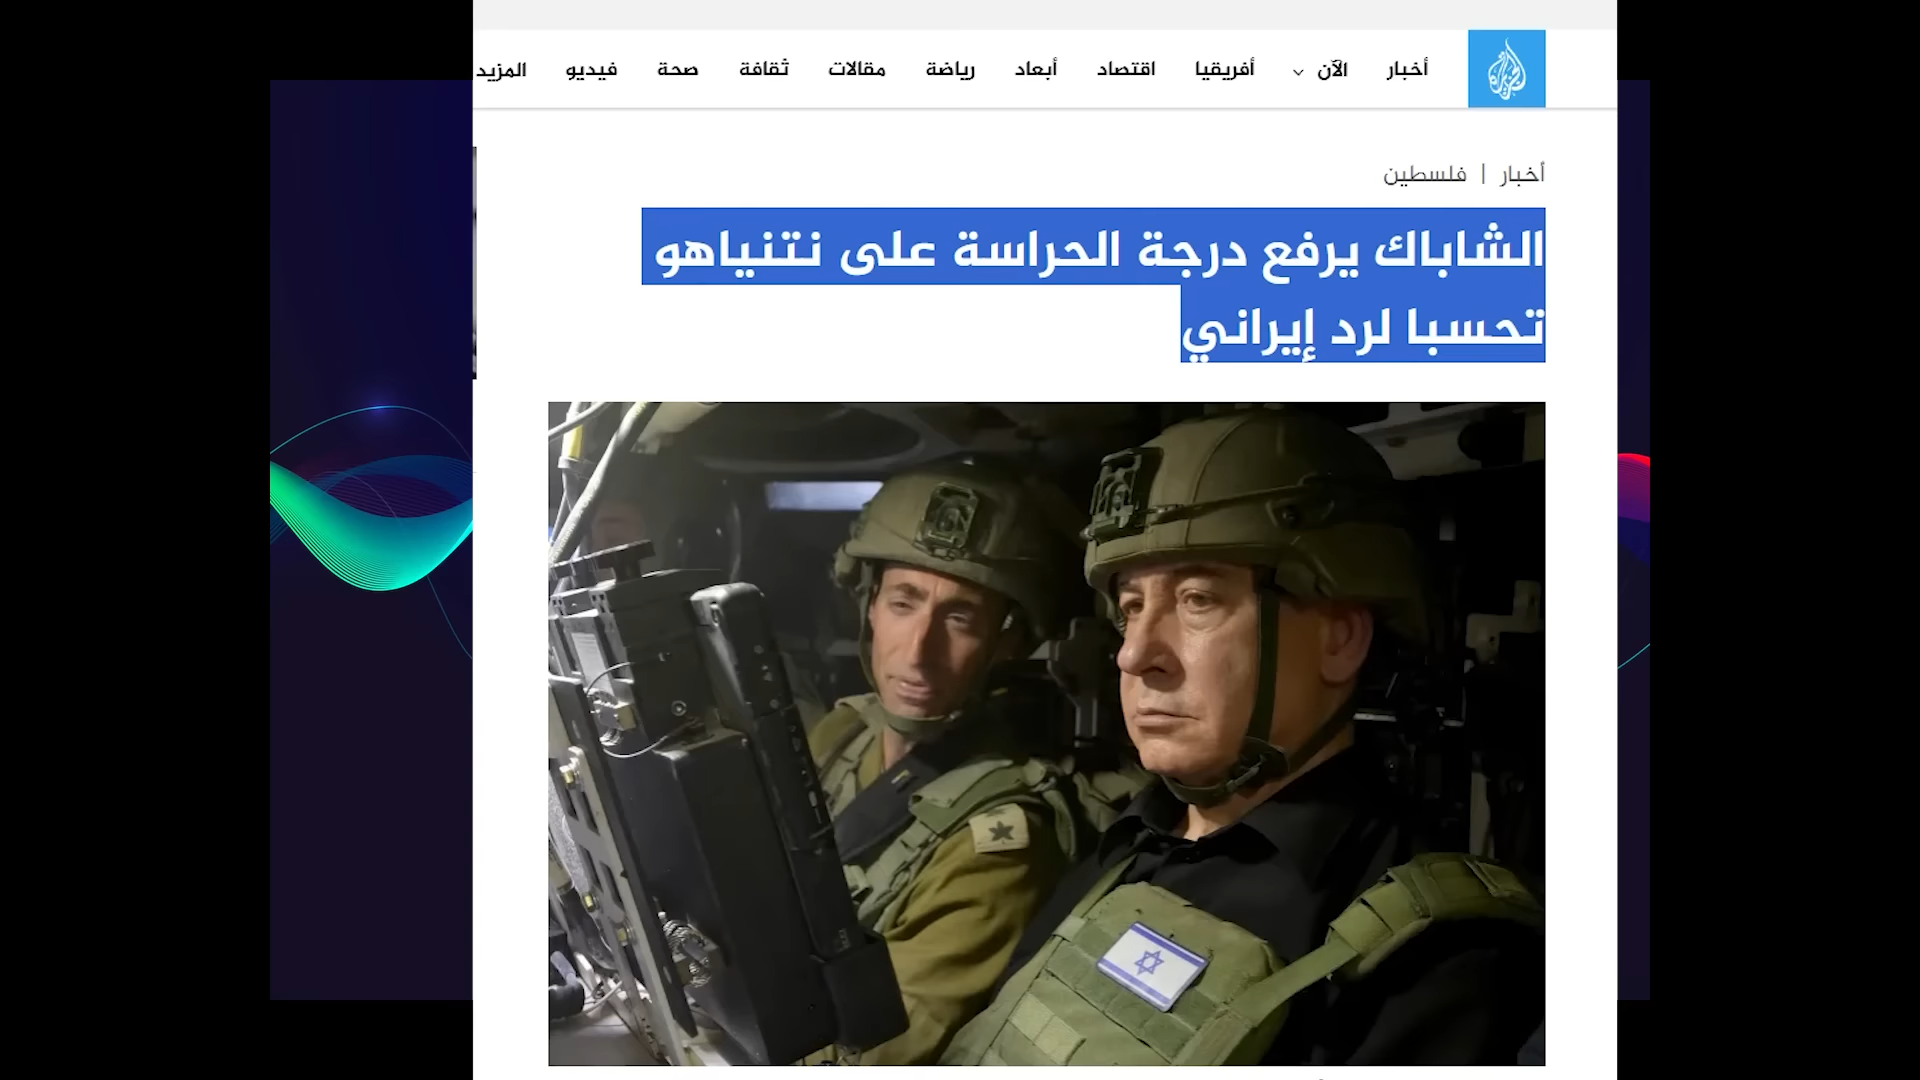 أخبار الآن أفريقيا اقتصاد أبعاد رياضة مقالات ثقافة صحة فيديو المزيد
أخبار | فلسطين
الشاباك يرفع درجة الحراسة على نتنياهو
تحسبا لرد إيراني